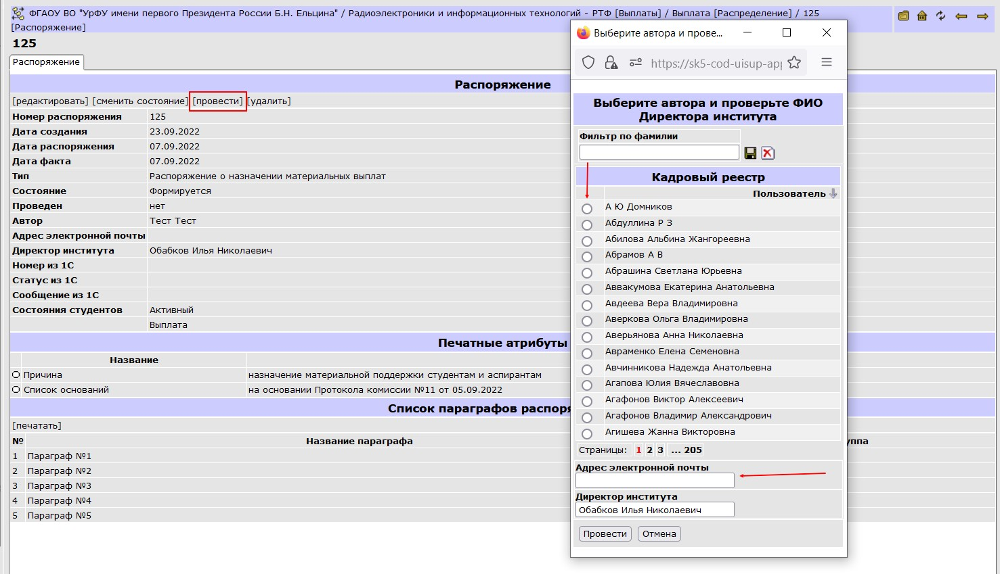 ФГАОУ ВО "УрФУ имени первого Президента России Б.Н. Ельцина" / Радиоэлектроники и информационных технологий - РТФ [Выплаты] / Выплата [Распределение] / 125
[Распоряжение]
125
Распоряжение
Распоряжение
[редактировать] [сменить состояние] [провести] [удалить]
Номер распоряжения 125
Дата создания 23.09.2022
Дата распоряжения 07.09.2022
Дата факта 07.09.2022
Тип Распоряжение о назначении материальных выплат
Состояние Формируется
Проведен нет
Автор Тест Тест
Адрес электронной почты
Директор института Обабков Илья Николаевич
Номер из 1С
Статус из 1С
Сообщение из 1С
Состояния студентов Активный
Выплата
Печатные атрибуты
Название
Причина назначение материальной поддержки студентам и аспирантам
Список оснований на основании Протокола комиссии №11 от 05.09.2022
Список параграфов распоря
[печатать]
№ Название параграфа уппа
1 Параграф №1
2 Параграф №2
3 Параграф №3
4 Параграф №4
5 Параграф №5
Выберите автора и прове...
https://sk5-cod-uisup-app
Выберите автора и проверьте ФИО
Директора института
Фильтр по фамилии
Кадровый реестр
Пользователь
А Ю Домников
Абдуллина Р З
Абилова Альбина Жангореевна
Абрамов А В
Абрашина Светлана Юрьевна
Аввакумова Екатерина Анатольевна
Авдеева Вера Владимировна
Аверкова Ольга Владимировна
Аверьянова Анна Николаевна
Авраменко Елена Семеновна
Авчинникова Надежда Анатольевна
Агапова Юлия Вячеславовна
Агафонов Виктор Алексеевич
Агафонов Владимир Александрович
Агишева Жанна Викторовна
Страницы: 1 2 3 ... 205
Адрес электронной почты
Директор института
Обабков Илья Николаевич
Провести Отмена